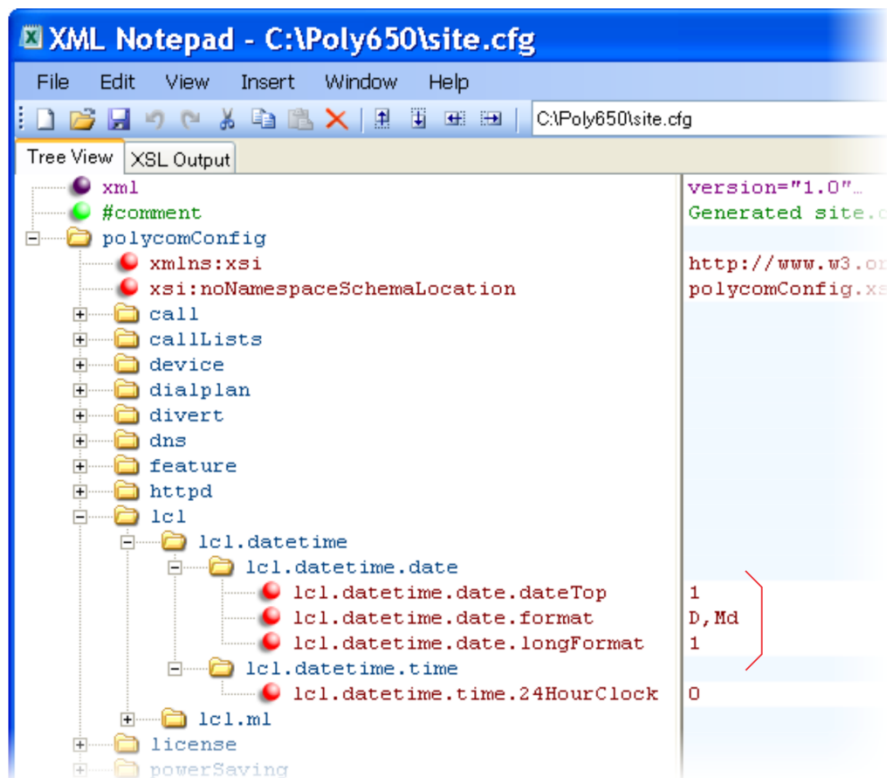 XML Notepad - C:\Poly650\site.cfg
File Edit View Insert Window Help
C:\Poly650\site.cfg
Tree View XSL Output
xml version="1.0"…
#comment Generated site.c
polycomConfig
xmlns:xsi http://www.w3.or
xsi:noNamespaceSchemaLocation polycomConfig.xs
call
callLists
device
dialplan
divert
dns
feature
httpd
lcl
lcl.datetime
lcl.datetime.date
lcl.datetime.date.dateTop 1
lcl.datetime.date.format D,Md
lcl.datetime.date.longFormat 1
lcl.datetime.time
lcl.datetime.time.24HourClock 0
lcl.ml
license
powerSaving